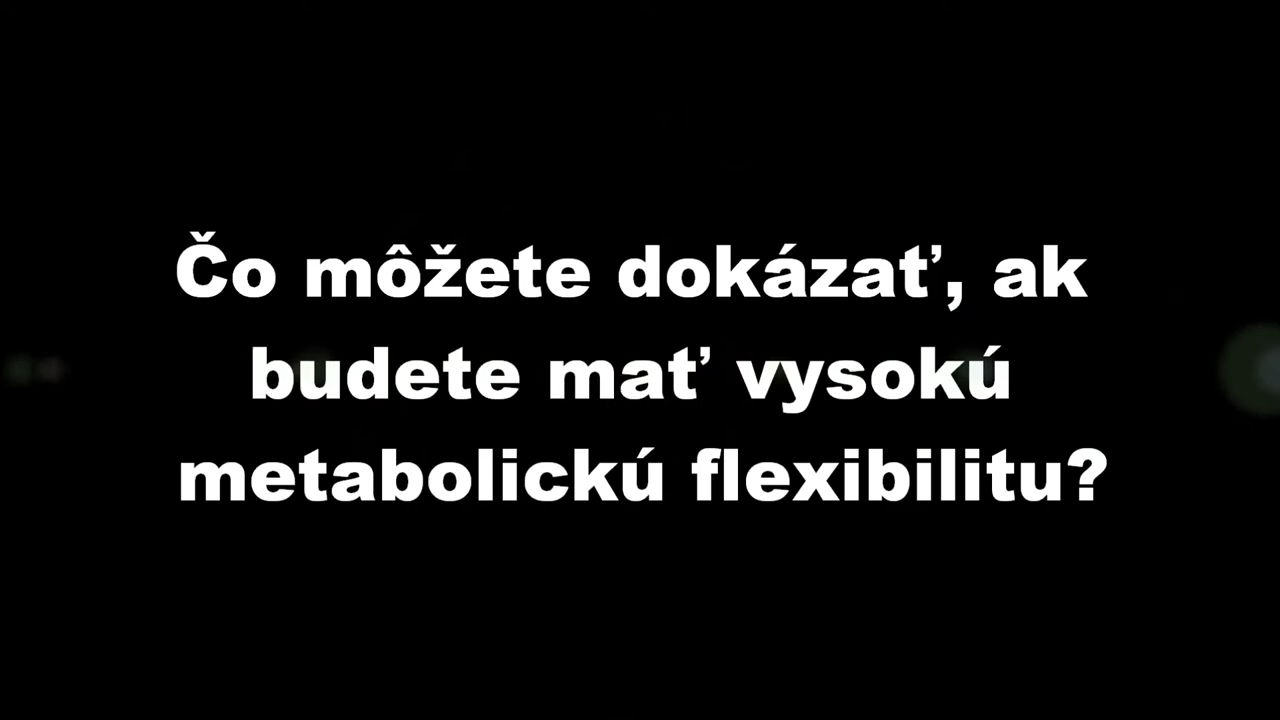 Čo môžete dokázať, ak
budete mať vysokú
metabolickú flexibilitu?